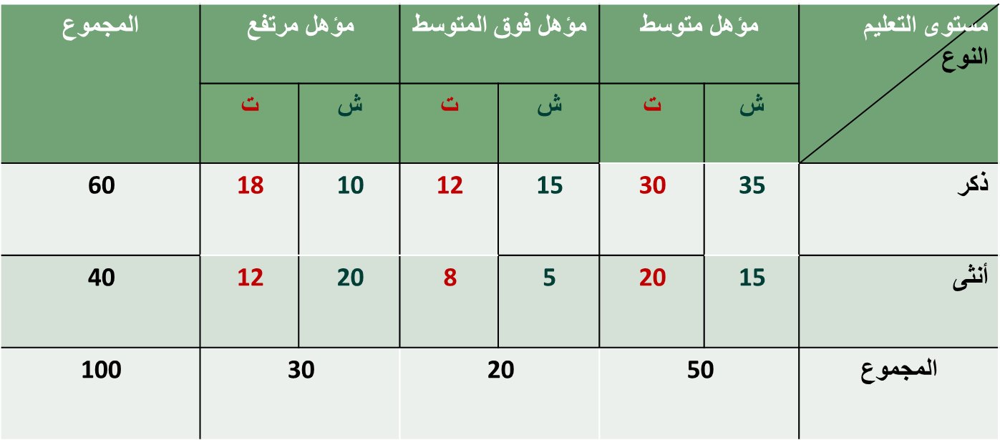 مستوى التعليم مؤهل متوسط مؤهل فوق المتوسط مؤهل مرتفع المجموع
النوع
ش ت ش ت ش ت
ذكر 35 30 15 12 10 18 60
أنثى 15 20 5 8 20 12 40
المجموع 50 20 30 100